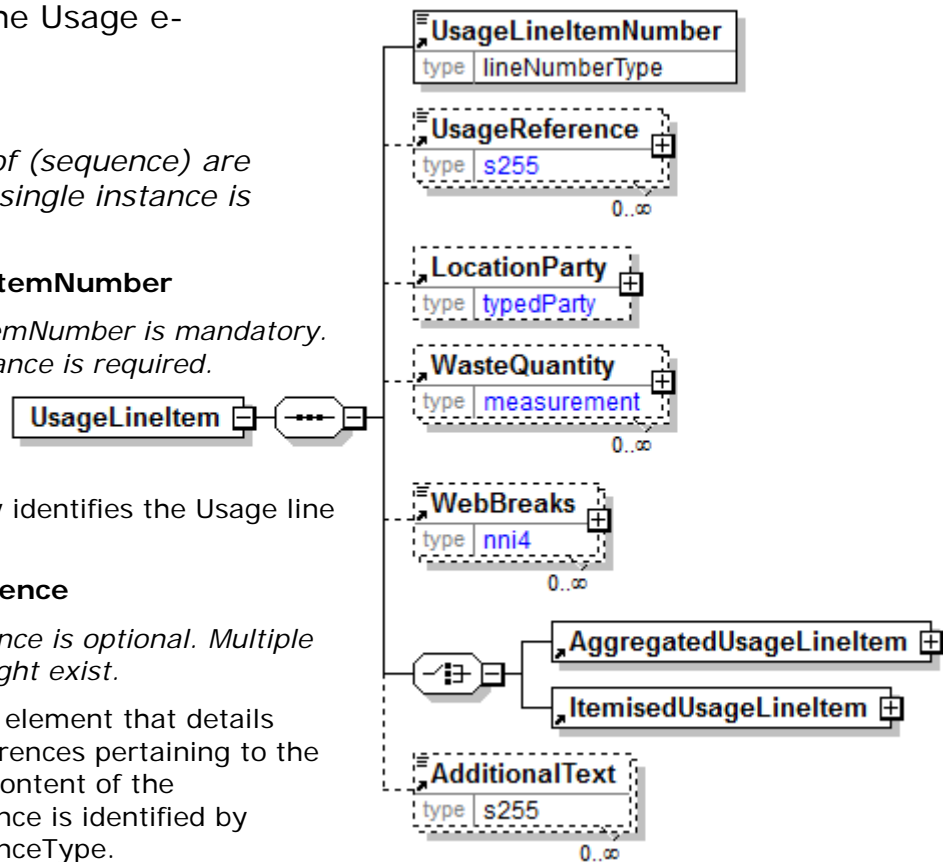 ne Usage e-
of (sequence) are
single instance is
temNumber
emNumber is mandatory.
ance is required.
y identifies the Usage line
ence
nce is optional. Multiple
ght exist.
element that details
erences pertaining to the
ontent of the
nce is identified by
nceType.
UsageLineItem
UsageLineItemNumber
type lineNumberType
UsageReference
type s255
0..∞
LocationParty
type typedParty
WasteQuantity
type measurement
0..∞
WebBreaks
type nni4
0..∞
AggregatedUsageLineItem
ItemisedUsageLineItem
AdditionalText
type s255
0..∞